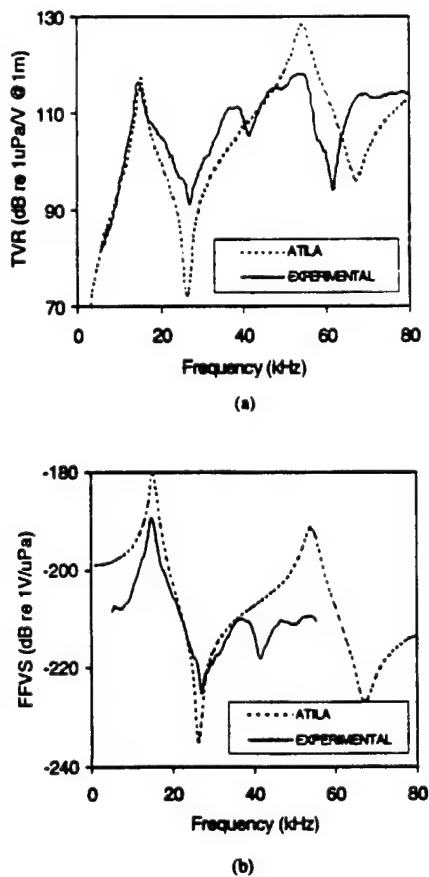 130
110
90
70
TVR (dB re 1uPa/V @ 1m)
ATILA
EXPERIMENTAL
0 20 40 60 80
Frequency (kHz)
(a)
-180
-200
-220
-240
FFVS (dB re 1V/uPa)
ATILA
EXPERIMENTAL
0 20 40 60 80
Frequency (kHz)
(b)